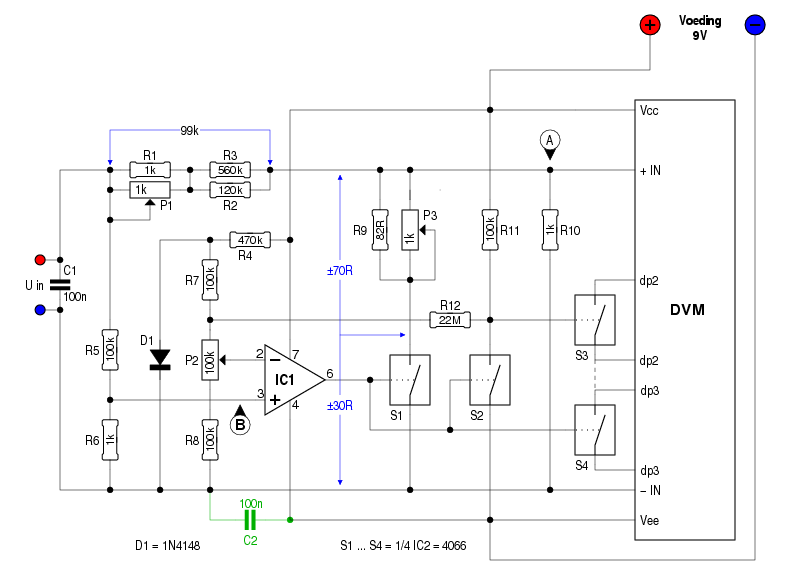 Voeding
9V
+
−
Vcc
99k
A
R1
R3
1k
560k
+ IN
1k
120k
P1
R2
R9
82R
1k
P3
100k
R11
1k
R10
470k
R4
C1
U in
100n
R7
100k
±70R
dp2
R12
22M
DVM
D1
R5
100k
P2
100k
2
−
7
IC1
6
3
+
4
S3
dp2
dp3
B
±30R
S1
S2
R6
1k
R8
100k
S4
dp3
− IN
100n
C2
Vee
D1 = 1N4148
S1 ... S4 = 1/4 IC2 = 4066